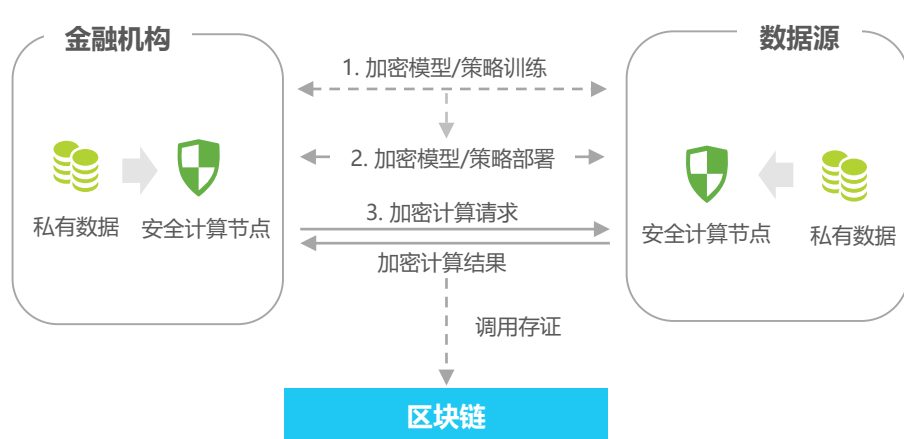 金融机构
数据源
1. 加密模型/策略训练
2. 加密模型/策略部署
私有数据
安全计算节点
3. 加密计算请求
安全计算节点
私有数据
加密计算结果
调用存证
区块链